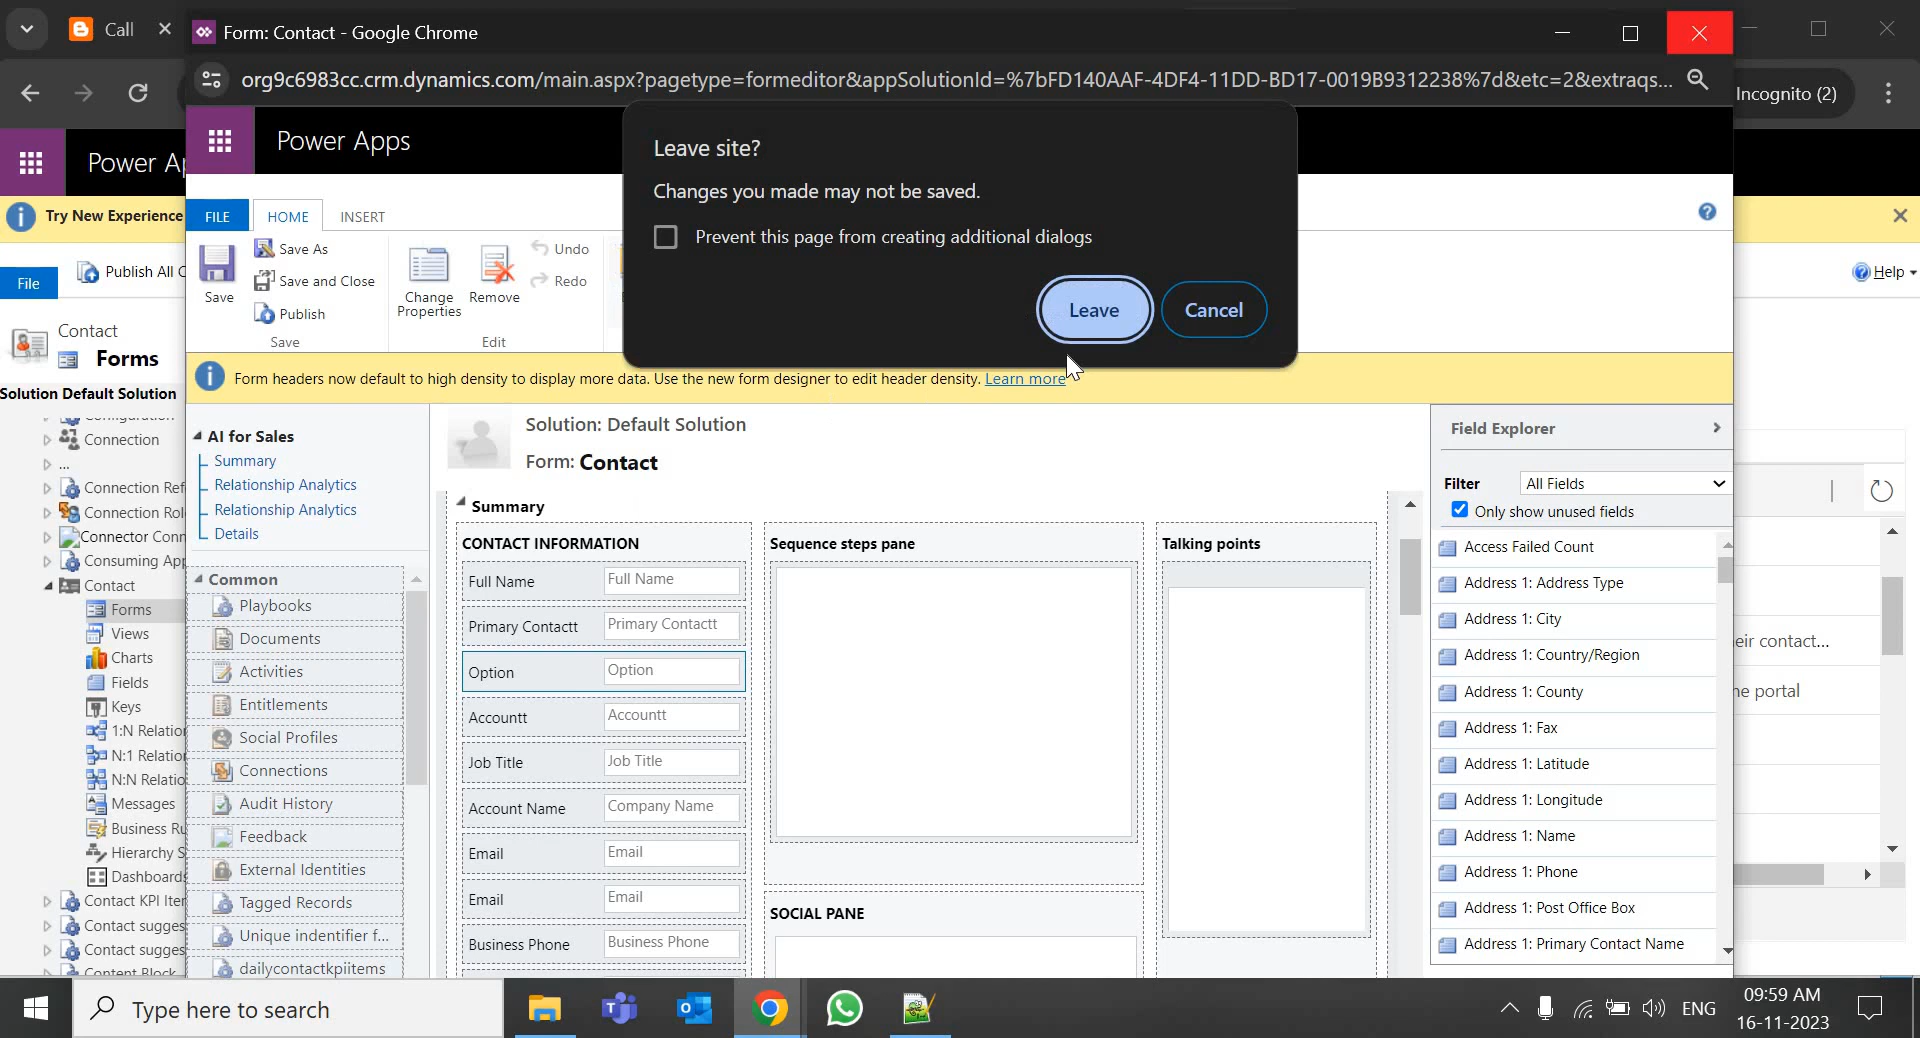 Call
Form: Contact - Google Chrome
org9c6983cc.crm.dynamics.com/main.aspx?pagetype=formeditor&appSolutionId=%7bFD140AAF-4DF4-11DD-BD17-0019B9312238%7d&etc=2&extraqs...
Incognito (2)
Power Ap
Power Apps
Leave site?
Changes you made may not be saved.
Prevent this page from creating additional dialogs
Leave
Cancel
Try New Experience
FILE
HOME
INSERT
File
Publish All C
Help
Save
Save As
Save and Close
Publish
Save
Change
Properties
Remove
Undo
Redo
Edit
Contact
Forms
Solution Default Solution
Form headers now default to high density to display more data. Use the new form designer to edit header density. Learn more
Configuration
Connection
...
Connection Ref
Connection Rol
Connector Conn
Consuming App
Contact
Forms
Views
Charts
Fields
Keys
1:N Relation
N:1 Relation
N:N Relatio
Messages
Business Ru
Hierarchy S
Dashboards
Contact KPI Iter
Contact sugges
Contact sugges
Content Block
AI for Sales
Summary
Relationship Analytics
Relationship Analytics
Details
Common
Playbooks
Documents
Activities
Entitlements
Social Profiles
Connections
Audit History
Feedback
External Identities
Tagged Records
Unique indentifier f...
dailycontactkpiitems
Solution: Default Solution
Form: Contact
Summary
CONTACT INFORMATION
Full Name
Full Name
Primary Contactt
Primary Contactt
Option
Option
Accountt
Accountt
Job Title
Job Title
Account Name
Company Name
Email
Email
Email
Email
Business Phone
Business Phone
Sequence steps pane
SOCIAL PANE
Talking points
Field Explorer
Filter
All Fields
Only show unused fields
Access Failed Count
Address 1: Address Type
Address 1: City
Address 1: Country/Region
Address 1: County
Address 1: Fax
Address 1: Latitude
Address 1: Longitude
Address 1: Name
Address 1: Phone
Address 1: Post Office Box
Address 1: Primary Contact Name
eir contact...
ne portal
Type here to search
ENG
09:59 AM
16-11-2023